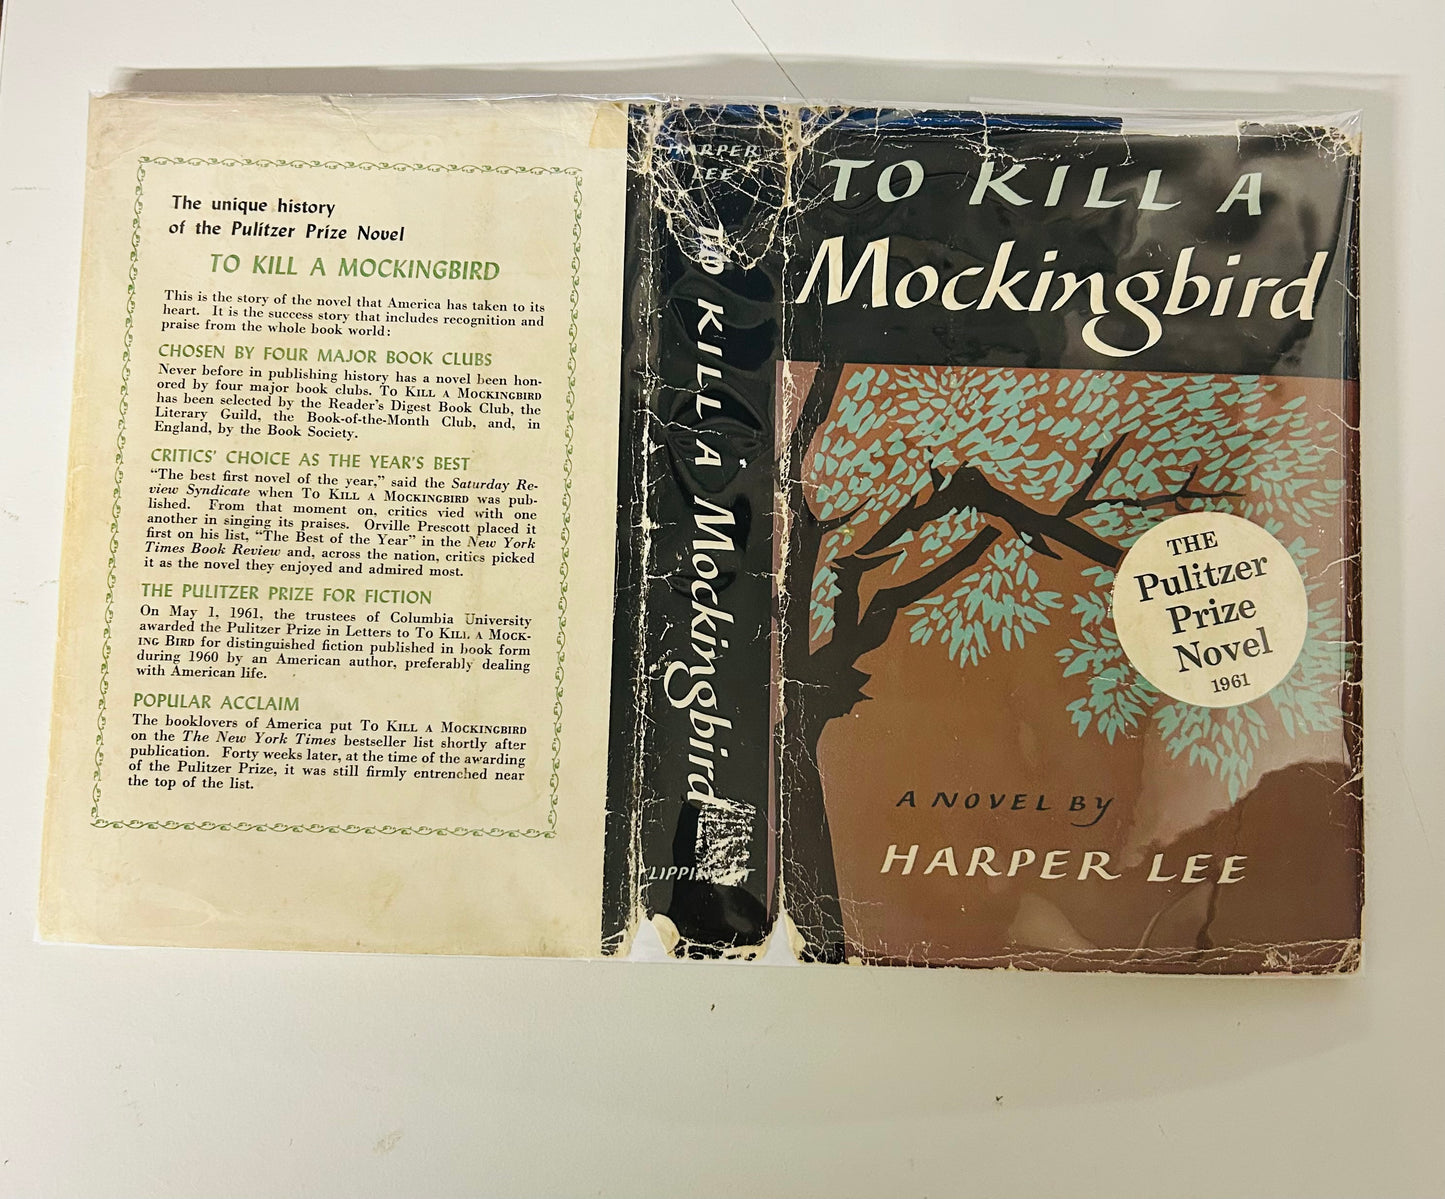 The unique history
of the Pulitzer Prize Novel
TO KILL A MOCKINGBIRD
This is the story of the novel that America has taken to its
heart. It is the success story that includes recognition and
praise from the whole book world:
CHOSEN BY FOUR MAJOR BOOK CLUBS
Never before in publishing history has a novel been hon-
ored by four major book clubs. TO KILL A MOCKINGBIRD
has been selected by the Reader's Digest Book Club, the
Literary Guild, the Book-of-the-Month Club, and, in
England, by the Book Society.
CRITICS' CHOICE AS THE YEAR'S BEST
"The best first novel of the year," said the Saturday Re-
view Syndicate when TO KILL A MOCKINGBIRD was pub-
lished. From that moment on, critics vied with one
another in singing its praises. Orville Prescott placed it
first on his list, "The Best of the Year" in the New York
Times Book Review and, across the nation, critics picked
it as the novel they enjoyed and admired most.
THE PULITZER PRIZE FOR FICTION
On May 1, 1961, the trustees of Columbia University
awarded the Pulitzer Prize in Letters to TO KILL A MOCK-
ING BIRD for distinguished fiction published in book form
during 1960 by an American author, preferably dealing
with American life.
POPULAR ACCLAIM
The booklovers of America put TO KILL A MOCKINGBIRD
on the The New York Times bestseller list shortly after
publication. Forty weeks later, at the time of the awarding
of the Pulitzer Prize, it was still firmly entrenched near
the top of the list.
HARPER
LEE
TO KILL A Mockingbird
LIPPINCOTT
TO KILL A
Mockingbird
THE
Pulitzer
Prize
Novel
1961
A NOVEL BY
HARPER LEE